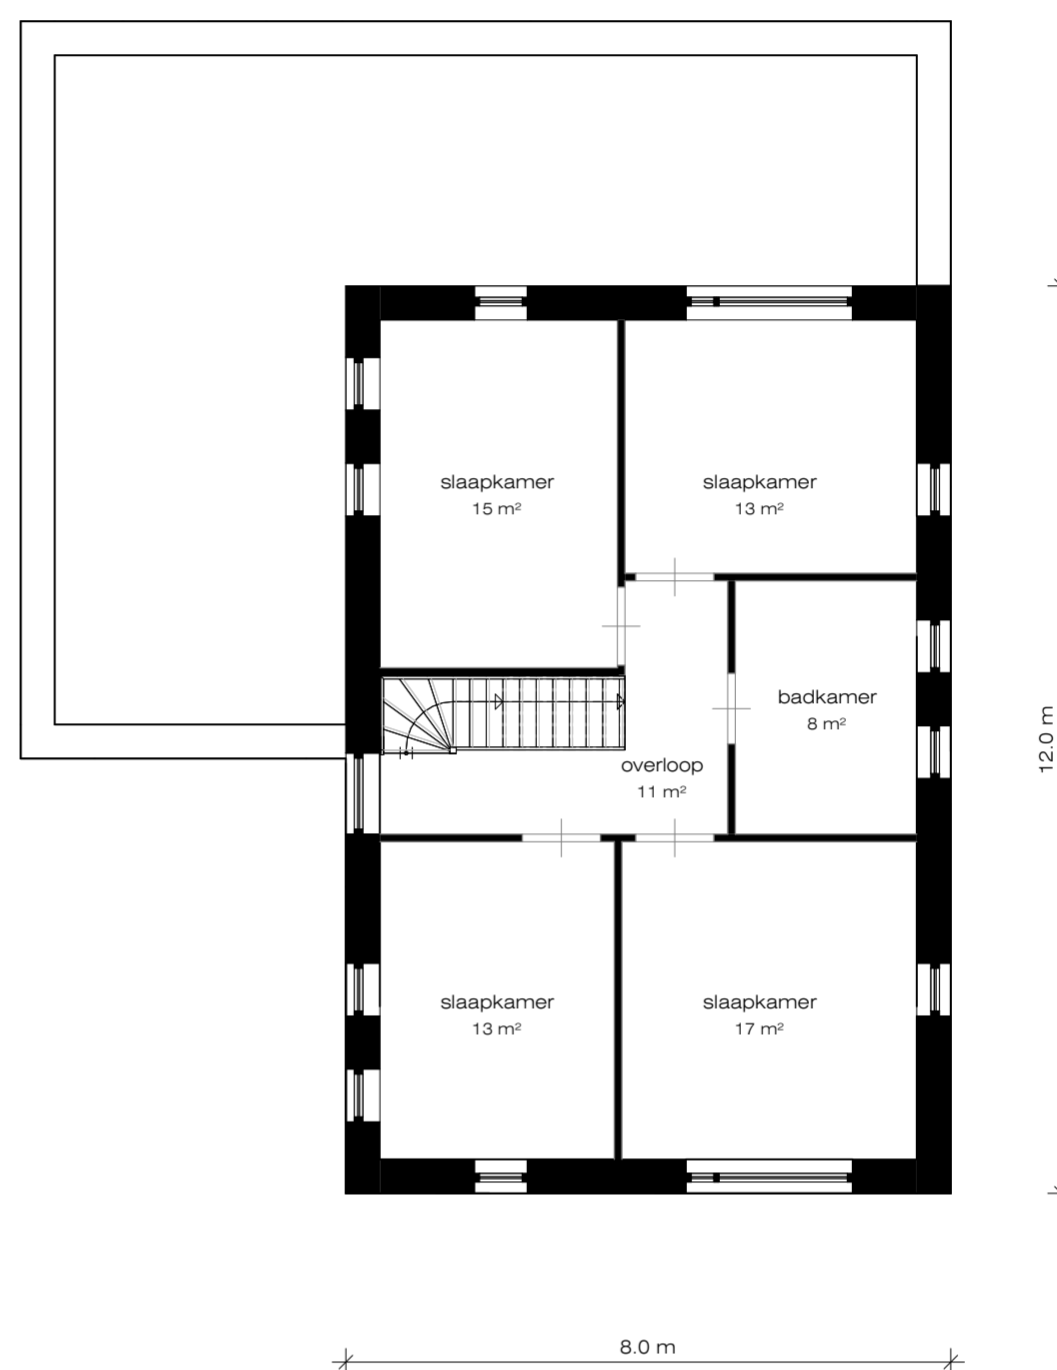 slaapkamer
15 m²
slaapkamer
13 m²
badkamer
8 m²
overloop
11 m²
12.0 m
slaapkamer
13 m²
slaapkamer
17 m²
8.0 m